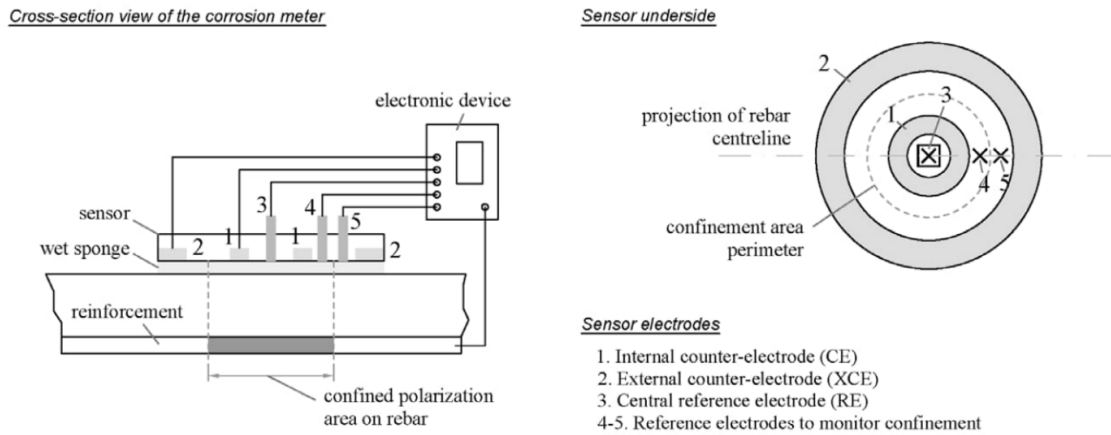 Cross-section view of the corrosion meter
electronic device
sensor
wet sponge
2
1
3
1
4
5
2
reinforcement
confined polarization
area on rebar
Sensor underside
2
3
1
projection of rebar
centreline
4 5
confinement area
perimeter
Sensor electrodes
1. Internal counter-electrode (CE)
2. External counter-electrode (XCE)
3. Central reference electrode (RE)
4-5. Reference electrodes to monitor confinement